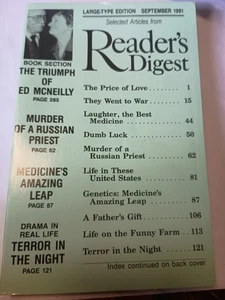 LARGE-TYPE EDITION SEPTEMBER 1991
Selected Articles from
Reader's
Digest
BOOK SECTION
THE TRIUMPH
OF
ED MCNEILLY
PAGE 265
MURDER
OF A RUSSIAN
PRIEST
PAGE 62
MEDICINE'S
AMAZING
LEAP
PAGE 87
DRAMA IN
REAL LIFE
TERROR IN
THE NIGHT
PAGE 121
The Price of Love ....... 1
They Went to War ..... 15
Laughter, the Best
Medicine ............. 44
Dumb Luck ............. 56
Murder of a
Russian Priest ........ 62
Life in These
United States ........ 81
Genetics: Medicine's
Amazing Leap ........ 87
A Father's Gift ......... 106
Life on the Funny Farm .. 113
Terror in the Night ..... 121
Index continued on back cover